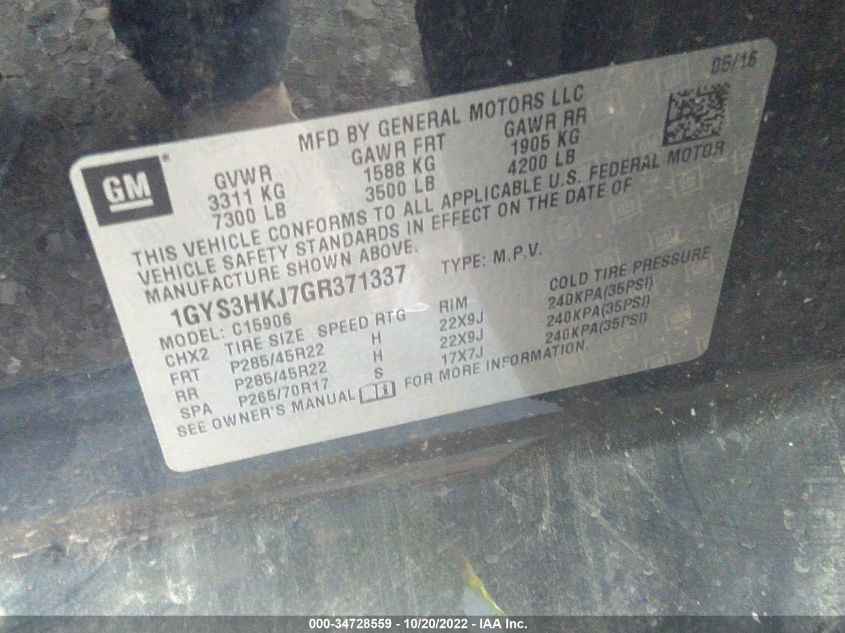 05/16
MFD BY GENERAL MOTORS LLC
GM
GVWR GAWR FRT GAWR RR
3311 KG 1588 KG 1905 KG
7300 LB 3500 LB 4200 LB
THIS VEHICLE CONFORMS TO ALL APPLICABLE U.S. FEDERAL MOTOR
VEHICLE SAFETY STANDARDS IN EFFECT ON THE DATE OF
MANUFACTURE SHOWN ABOVE.
1GYS3HKJ7GR371337 TYPE: M.P.V.
MODEL: C15906
CHX2 TIRE SIZE SPEED RTG RIM COLD TIRE PRESSURE
FRT P285/45R22 H 22X9J 240KPA(35PSI)
RR P285/45R22 H 22X9J 240KPA(35PSI)
SPA P265/70R17 S 17X7J 240KPA(35PSI)
SEE OWNER'S MANUAL FOR MORE INFORMATION.
000-34728559 - 10/20/2022 - IAA Inc.